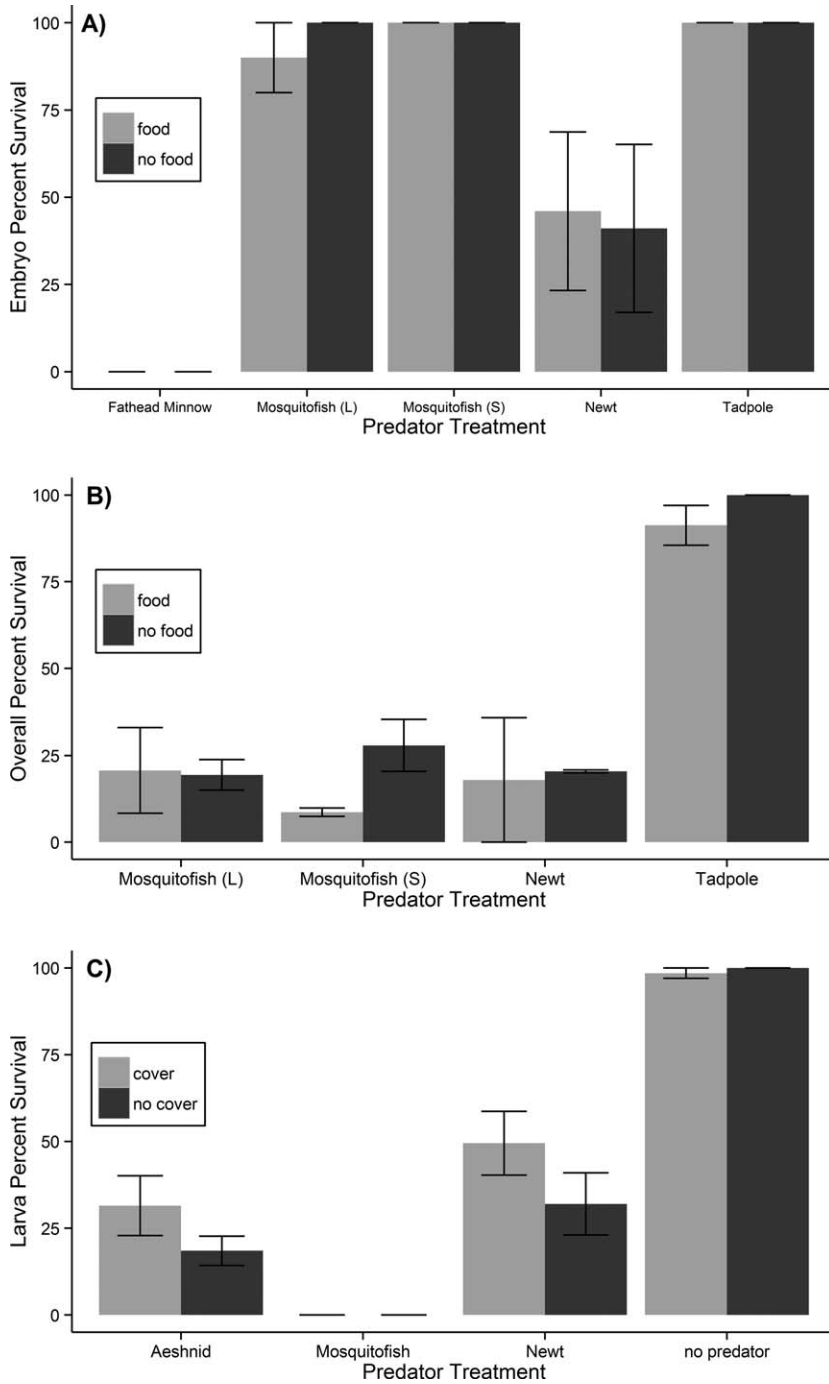 A)
Embryo Percent Survival
100
75
50
25
0
food
no food
Fathead Minnow Mosquitofish (L) Mosquitofish (S) Newt Tadpole
Predator Treatment
B)
Overall Percent Survival
100
75
50
25
0
food
no food
Mosquitofish (L) Mosquitofish (S) Newt Tadpole
Predator Treatment
C)
Larva Percent Survival
100
75
50
25
0
cover
no cover
Aeshnid Mosquitofish Newt no predator
Predator Treatment